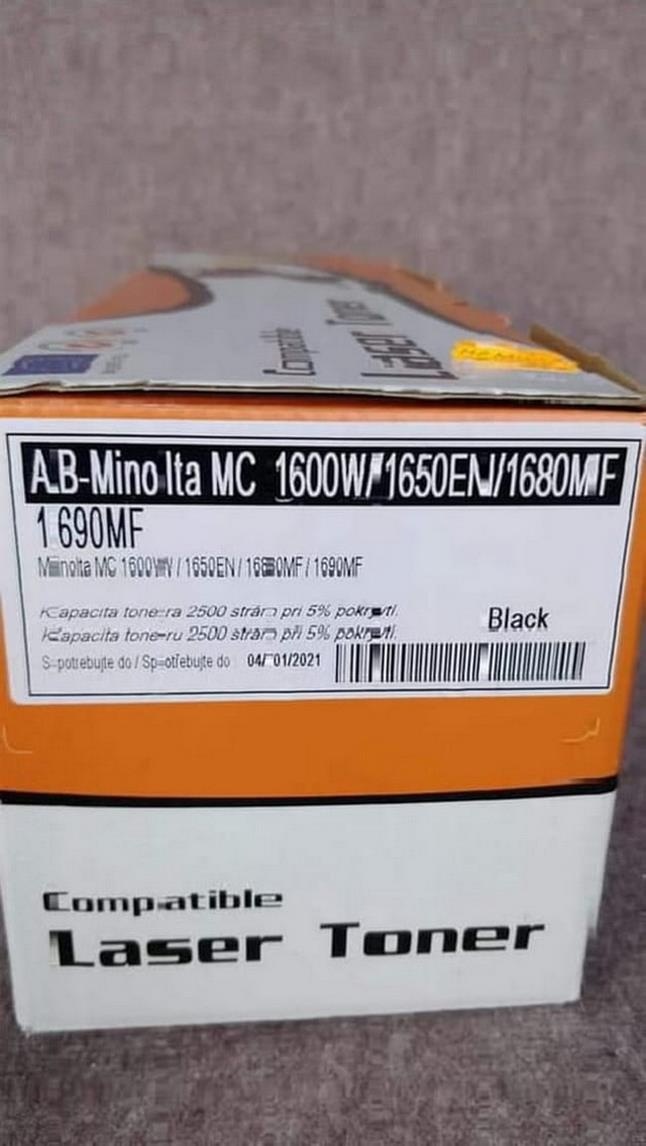 Compatible
Laser Toner
A.B-Minolta MC 1600W/1650EN/1680MF
1690MF
Minolta MC 1600W / 1650EN / 1680MF / 1690MF
Kapacita tonera 2500 strán pri 5% pokrytí.
Kapacita toneru 2500 strán při 5% pokrytí.
Black
Spotrebujte do / Spotřebujte do 04/01/2021
Compatible
Laser Toner